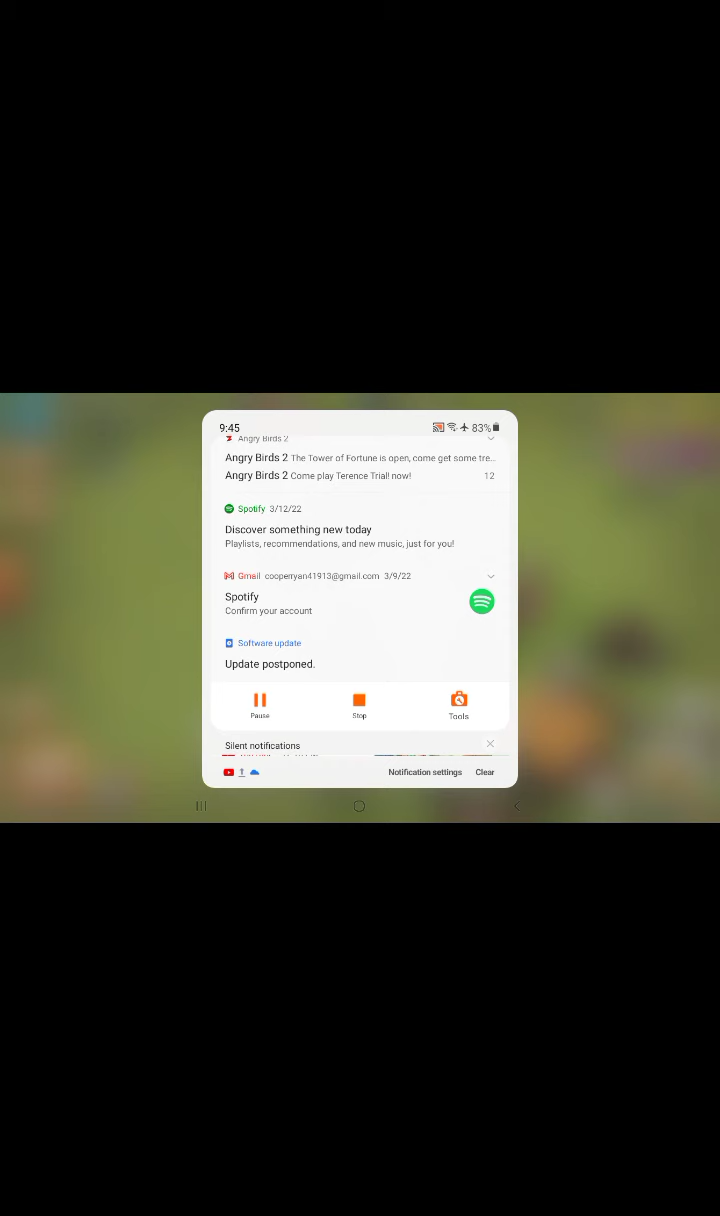 9:45
83%
Angry Birds 2
Angry Birds 2 The Tower of Fortune is open, come get some tre...
Angry Birds 2 Come play Terence Trial! now! 12
Spotify 3/12/22
Discover something new today
Playlists, recommendations, and new music, just for you!
Gmail cooperryan41913@gmail.com 3/9/22
Spotify
Confirm your account
Software update
Update postponed.
Pause Stop Tools
Silent notifications
Notification settings Clear